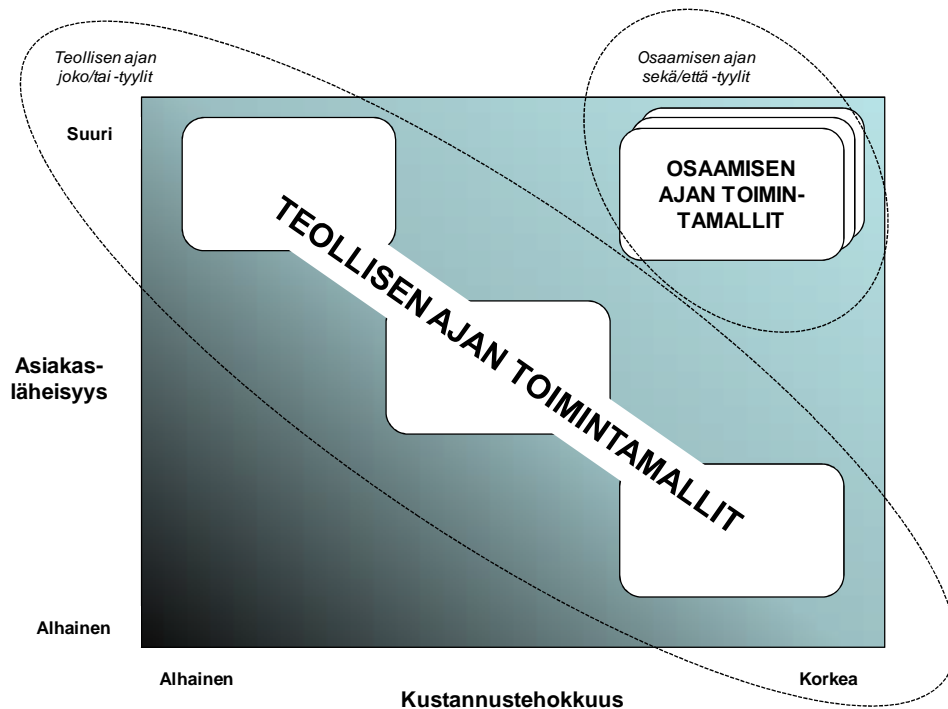 Teollisen ajan
joko/tai -tyylit
Osaamisen ajan
sekä/että -tyylit
Suuri
OSAAMISEN
AJAN TOIMIN-
TAMALLIT
TEOLLISEN AJAN TOIMINTAMALLIT
Asiakas-
läheisyys
Alhainen
Alhainen
Korkea
Kustannustehokkuus